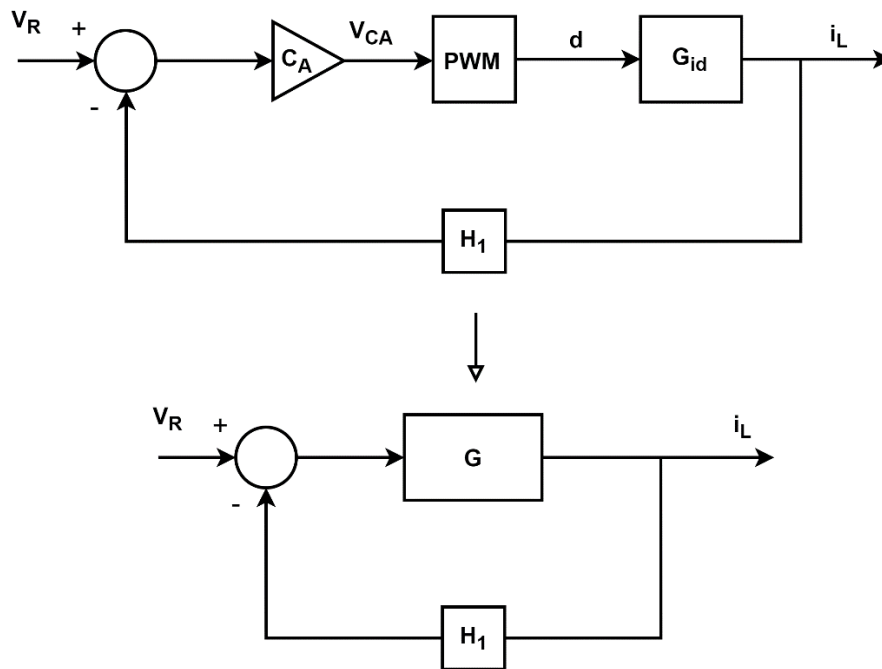 V_R + C_A V_CA PWM d G_id i_L
-
H_1
V_R + G i_L
-
H_1